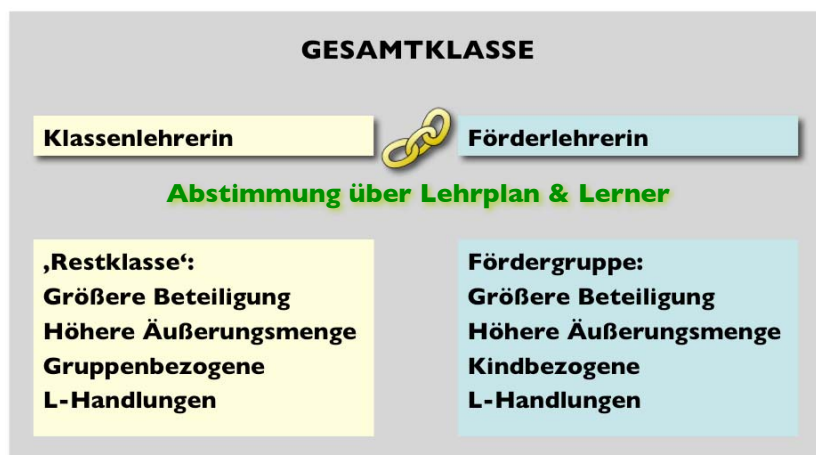 GESAMTKLASSE
Klassenlehrerin
Förderlehrerin
Abstimmung über Lehrplan & Lerner
‚Restklasse‘:
Größere Beteiligung
Höhere Äußerungsmenge
Gruppenbezogene
L-Handlungen
Fördergruppe:
Größere Beteiligung
Höhere Äußerungsmenge
Kindbezogene
L-Handlungen